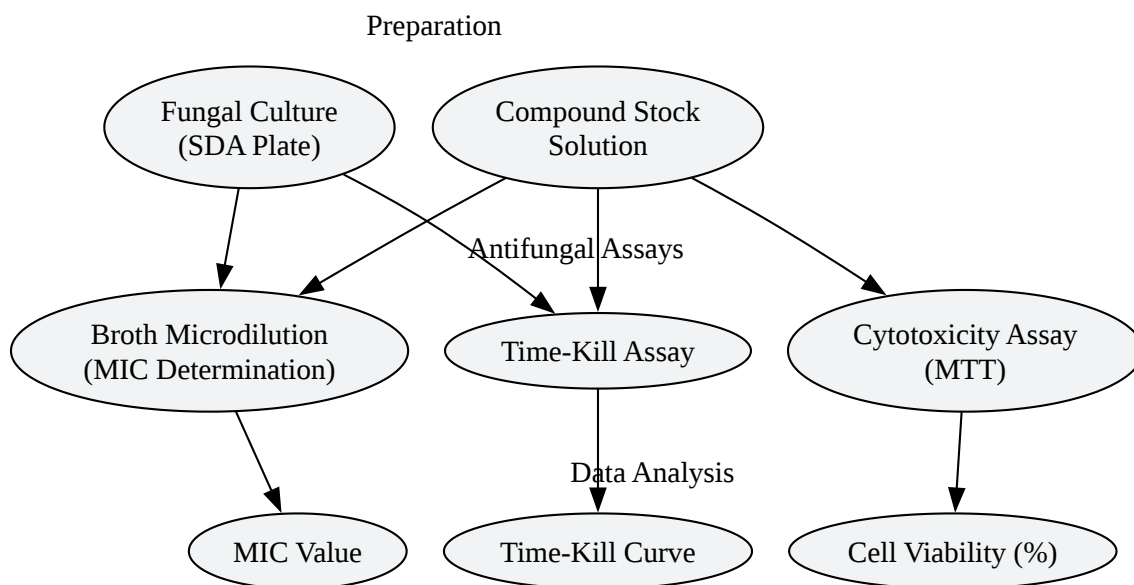 Preparation
Fungal Culture
(SDA Plate)
Compound Stock
Solution
Antifungal Assays
Broth Microdilution
(MIC Determination)
Time-Kill Assay
Cytotoxicity Assay
(MTT)
Data Analysis
MIC Value
Time-Kill Curve
Cell Viability (%)